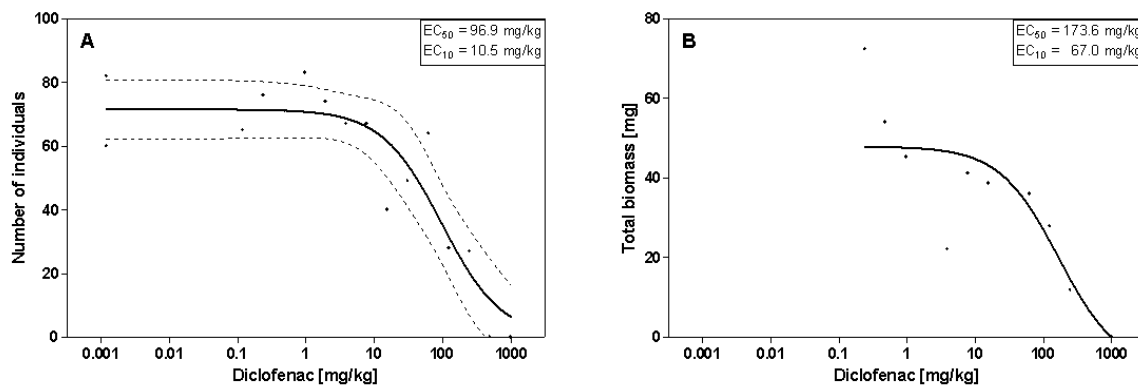 A
EC50 = 96.9 mg/kg
EC10 = 10.5 mg/kg
Number of individuals
100
80
60
40
20
0
0.001 0.01 0.1 1 10 100 1000
Diclofenac [mg/kg]
B
EC50 = 173.6 mg/kg
EC10 = 67.0 mg/kg
Total biomass [mg]
80
60
40
20
0
0.001 0.01 0.1 1 10 100 1000
Diclofenac [mg/kg]